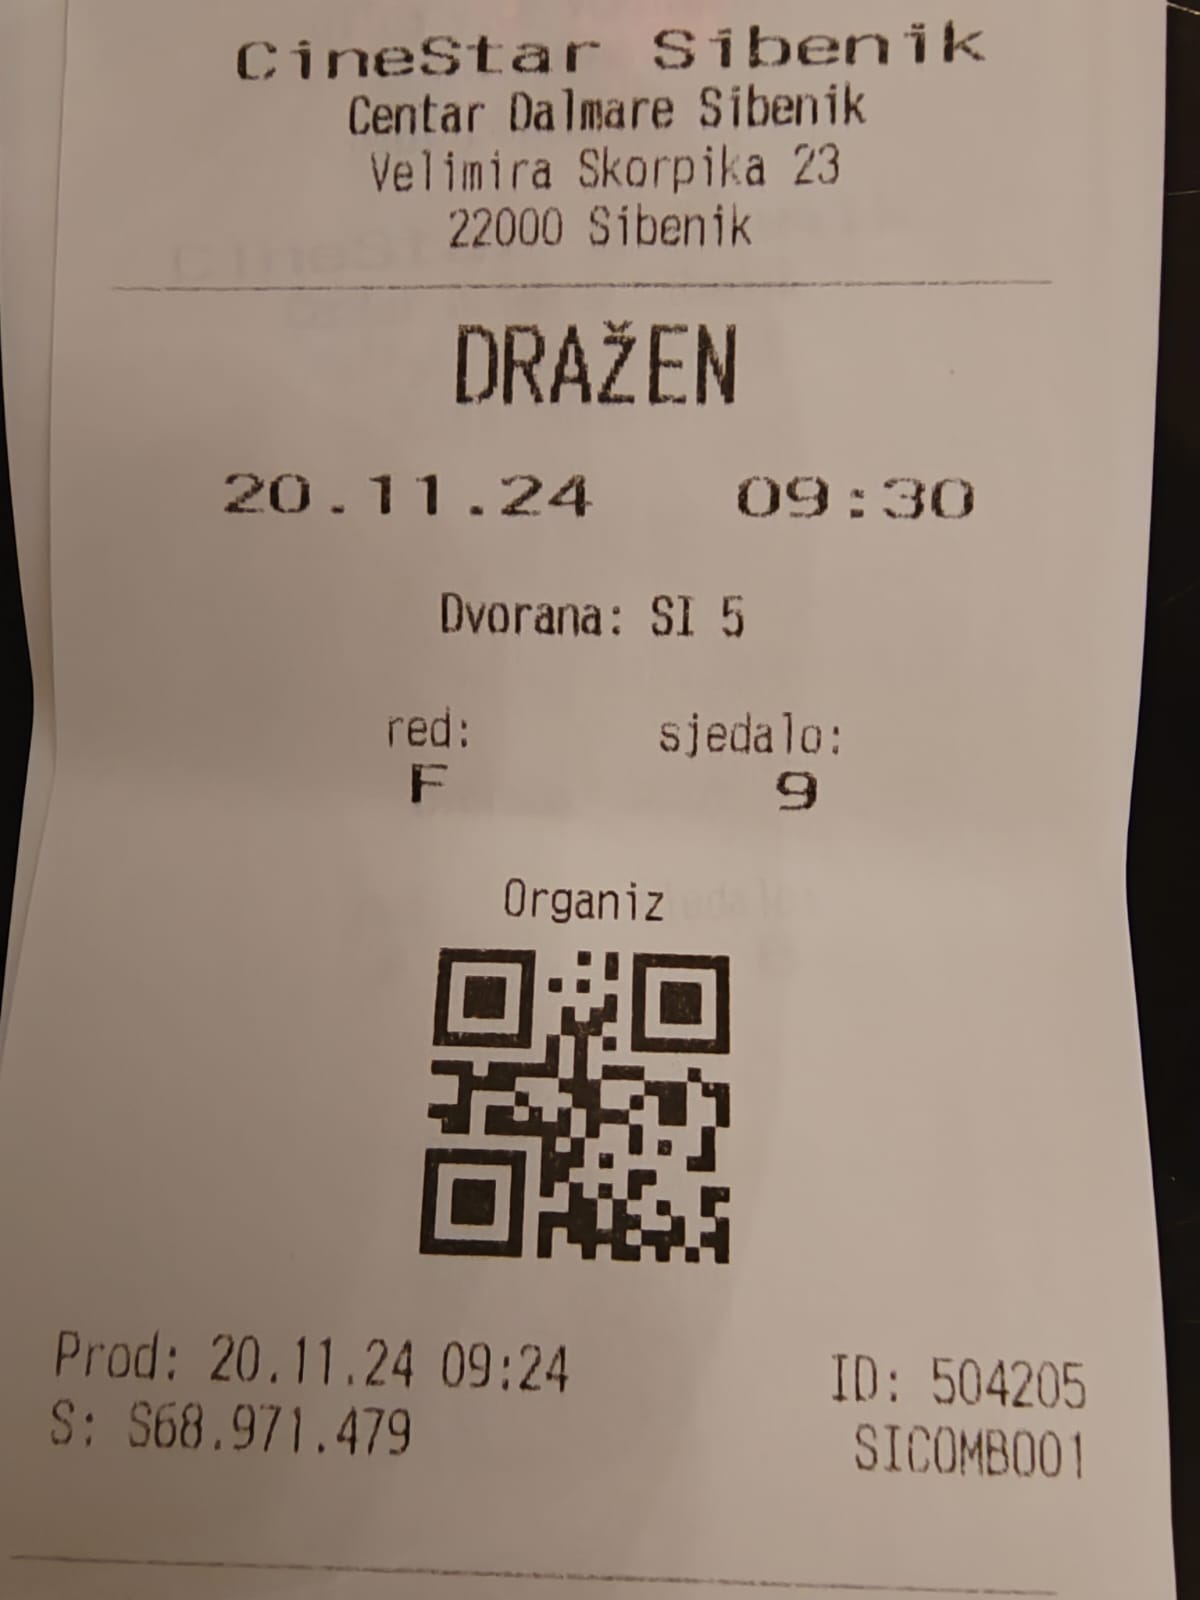 CineStar Sibenik
Centar Dalmare Sibenik
Velimira Skorpika 23
22000 Sibenik
DRAŽEN
20.11.24 09:30
Dvorana: SI 5
red: sjedalo:
F 9
Organiz
Prod: 20.11.24 09:24 ID: 504205
S: S68.971.479 SICOMB001